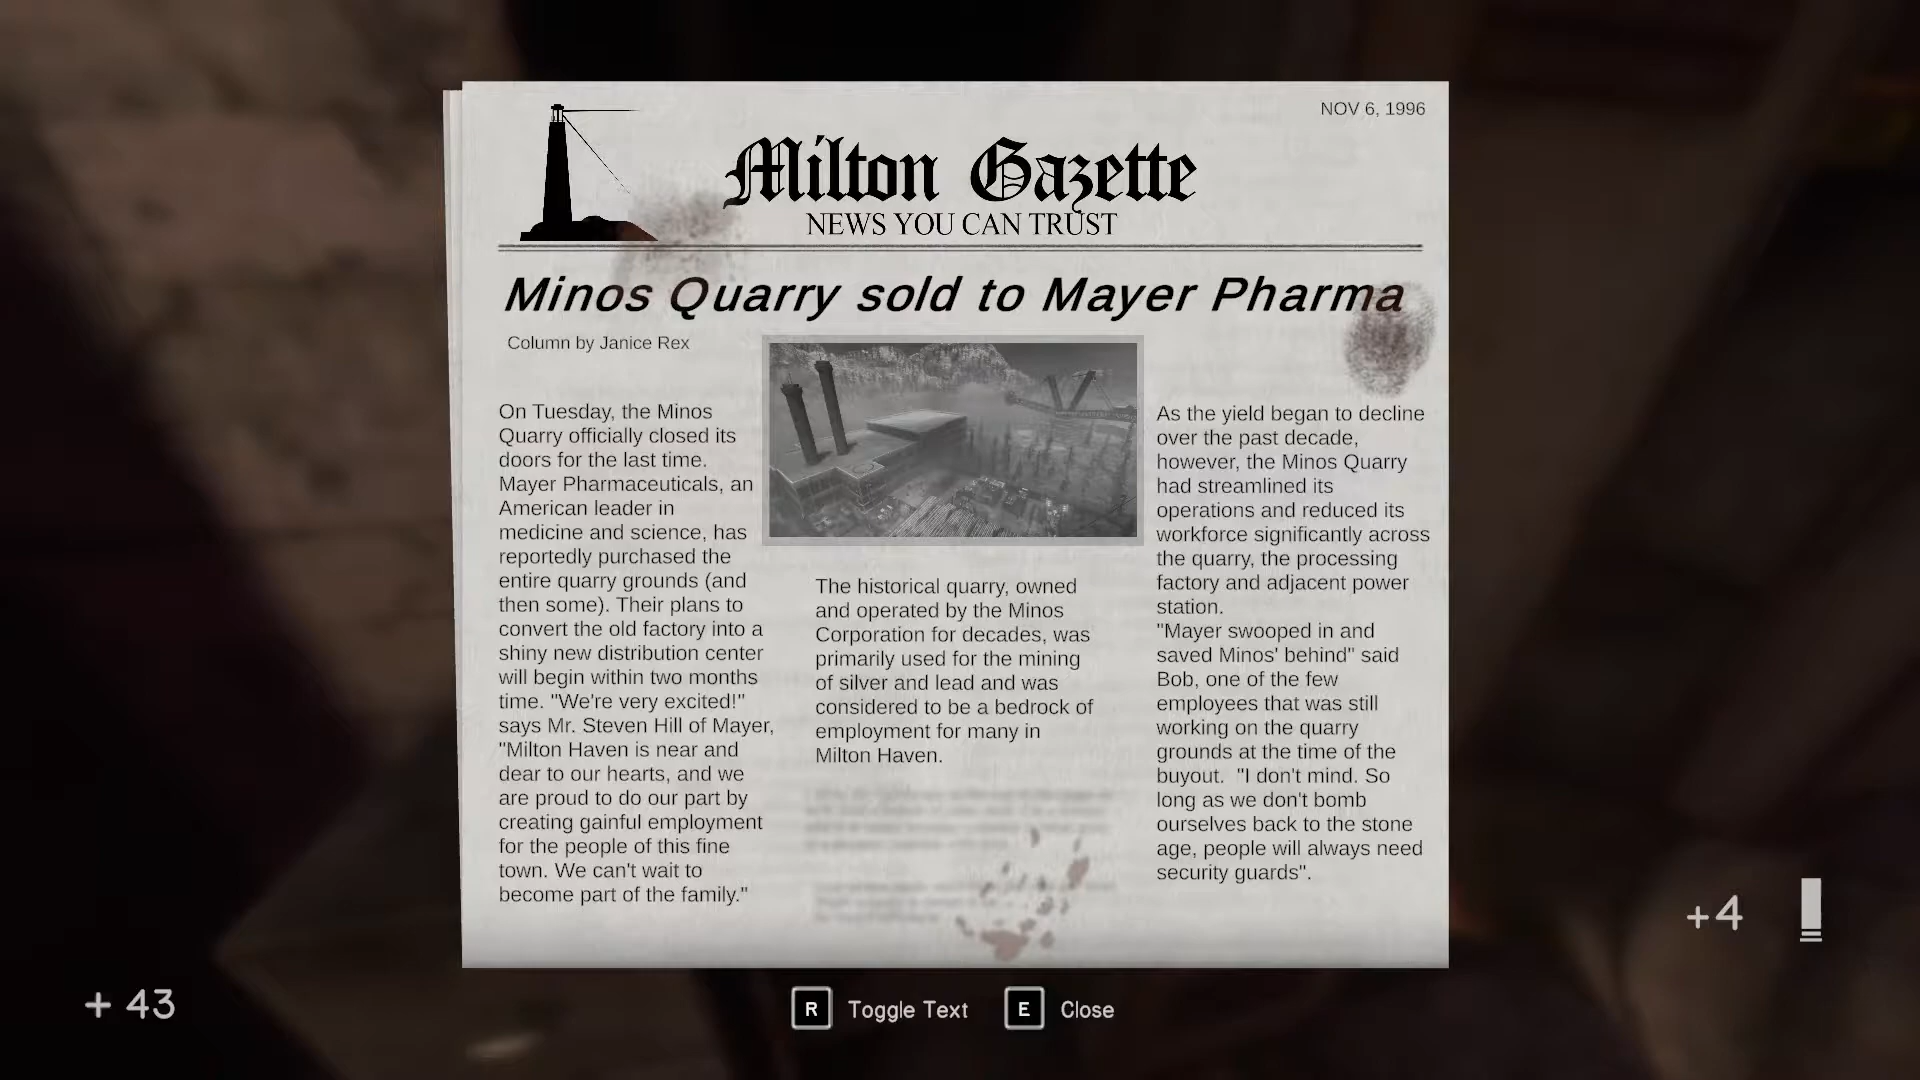 NOV 6, 1996
Milton Gazette
NEWS YOU CAN TRUST
Minos Quarry sold to Mayer Pharma
Column by Janice Rex
On Tuesday, the Minos
Quarry officially closed its
doors for the last time.
Mayer Pharmaceuticals, an
American leader in
medicine and science, has
reportedly purchased the
entire quarry grounds (and
then some). Their plans to
convert the old factory into a
shiny new distribution center
will begin within two months
time. "We're very excited!"
says Mr. Steven Hill of Mayer,
"Milton Haven is near and
dear to our hearts, and we
are proud to do our part by
creating gainful employment
for the people of this fine
town. We can't wait to
become part of the family."
The historical quarry, owned
and operated by the Minos
Corporation for decades, was
primarily used for the mining
of silver and lead and was
considered to be a bedrock of
employment for many in
Milton Haven.
As the yield began to decline
over the past decade,
however, the Minos Quarry
had streamlined its
operations and reduced its
workforce significantly across
the quarry, the processing
factory and adjacent power
station.
"Mayer swooped in and
saved Minos' behind" said
Bob, one of the few
employees that was still
working on the quarry
grounds at the time of the
buyout.  "I don't mind. So
long as we don't bomb
ourselves back to the stone
age, people will always need
security guards".
+4
+ 43
R Toggle Text E Close